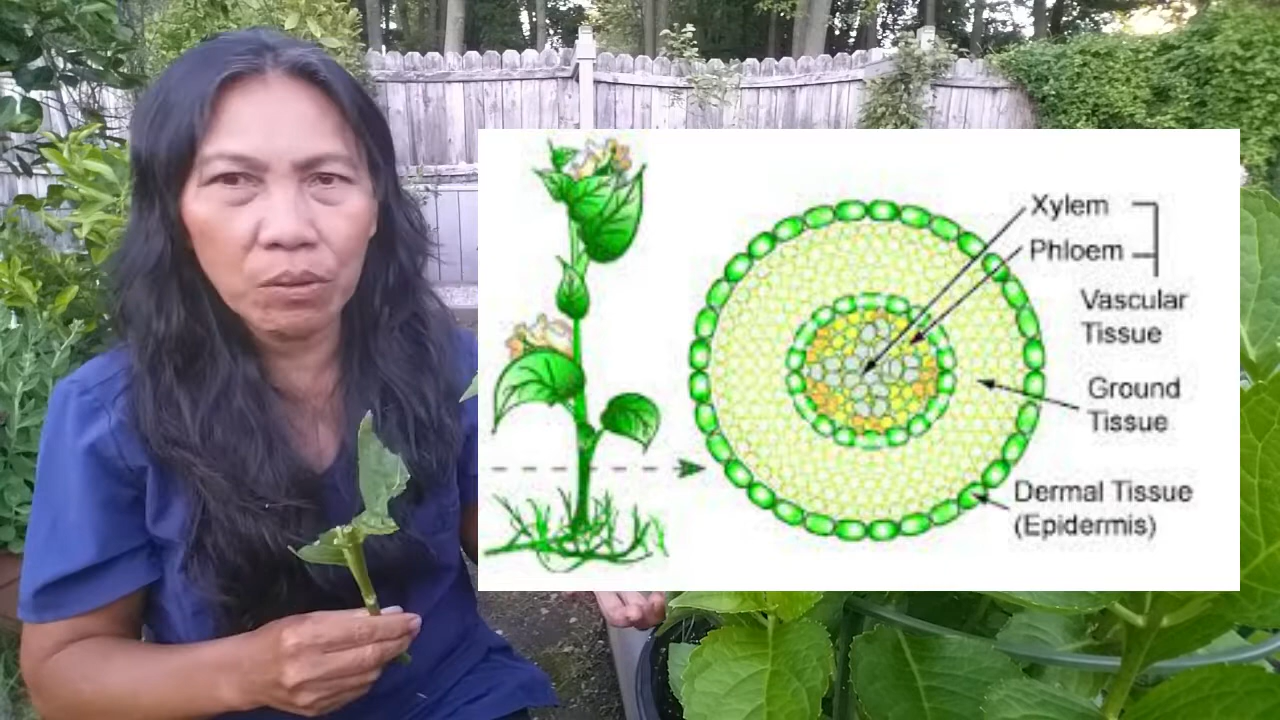 Xylem
Phloem
Vascular
Tissue
Ground
Tissue
Dermal Tissue
(Epidermis)